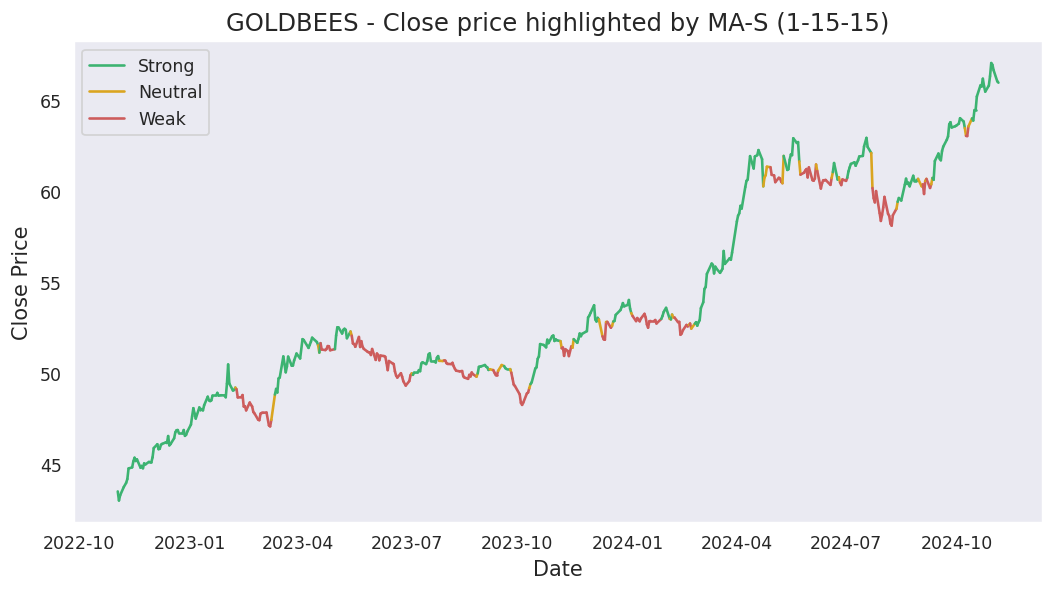 GOLDBEES - Close price highlighted by MA-S (1-15-15)
Strong
Neutral
Weak
65
60
55
50
45
Close Price
2022-10 2023-01 2023-04 2023-07 2023-10 2024-01 2024-04 2024-07 2024-10
Date